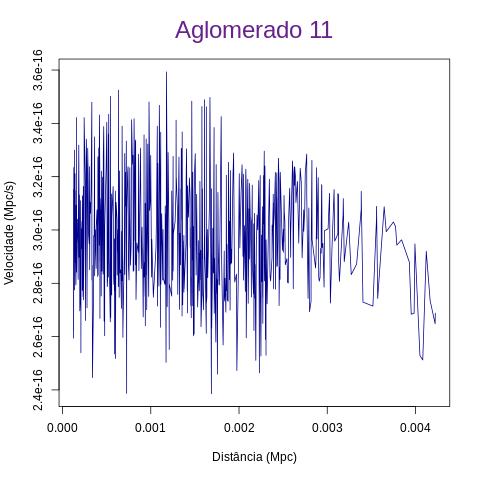 Aglomerado 11
Velocidade (Mpc/s)
3.6e-16
3.4e-16
3.2e-16
3.0e-16
2.8e-16
2.6e-16
2.4e-16
0.000 0.001 0.002 0.003 0.004
Distância (Mpc)